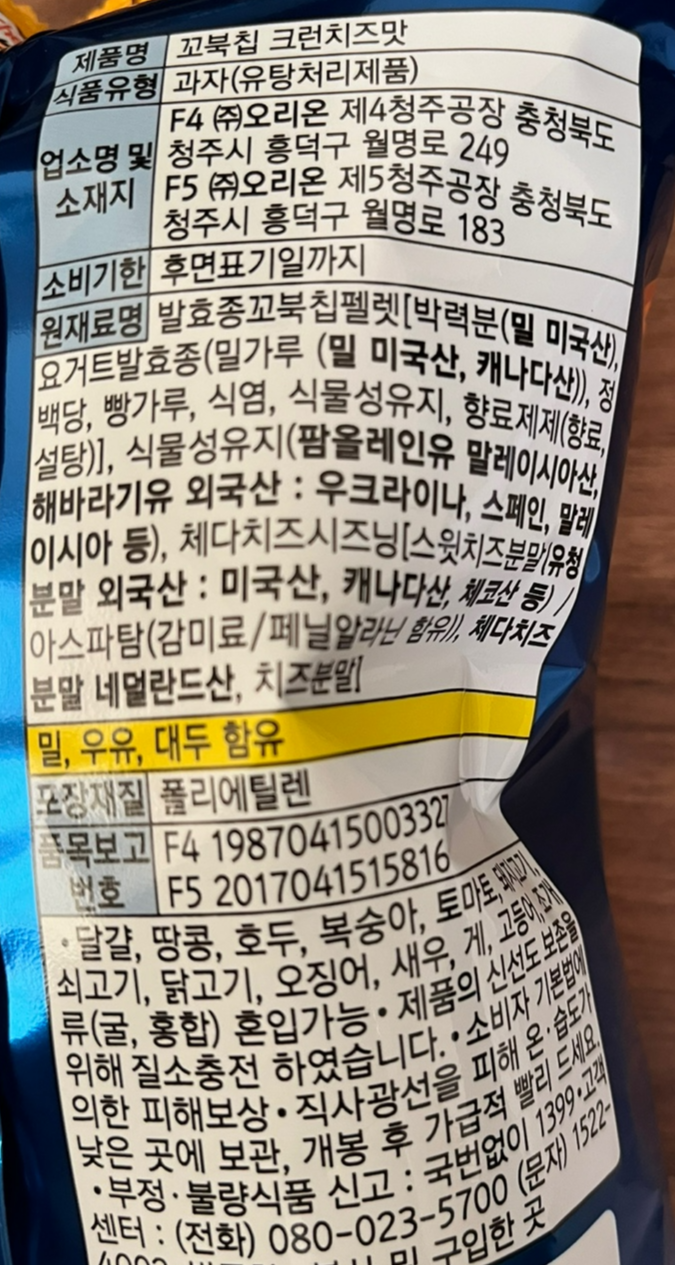 제품명 꼬북칩 크런치즈맛
식품유형 과자(유탕처리제품)
업소명 및 소재지 F4 ㈜오리온 제4청주공장 충청북도
청주시 흥덕구 월명로 249
F5 ㈜오리온 제5청주공장 충청북도
청주시 흥덕구 월명로 183
소비기한 후면표기일까지
원재료명 발효종꼬북칩펠렛[박력분(밀 미국산),
요거트발효종(밀가루 (밀 미국산, 캐나다산)), 정
백당, 빵가루, 식염, 식물성유지, 향료제제(향료,
설탕)], 식물성유지(팜올레인유 말레이시아산,
해바라기유 외국산 : 우크라이나, 스페인, 말레
이시아 등), 체다치즈시즈닝[스윗치즈분말(유청
분말 외국산 : 미국산, 캐나다산, 체코산 등) /
아스파탐(감미료/페닐알라닌 함유)), 체다치즈
분말 네덜란드산, 치즈분말]
밀, 우유, 대두 함유
포장재질 폴리에틸렌
품목보고번호 F4 19870415003327
F5 2017041515816
•달걀, 땅콩, 호두, 복숭아, 토마토, 돼지고기,
쇠고기, 닭고기, 오징어, 새우, 게, 고등어, 조개
류(굴, 홍합) 혼입가능•제품의 신선도 보존을
위해 질소충전 하였습니다.•소비자 기본법에
의한 피해보상•직사광선을 피해 온·습도가
낮은 곳에 보관, 개봉 후 가급적 빨리 드세요.
•부정·불량식품 신고 : 국번없이 1399•고객
센터 : (전화) 080-023-5700 (문자) 1522-
및 구입한 곳